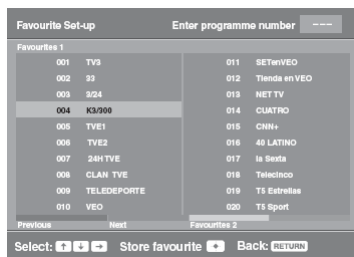 Favourite Set-up Enter programme number ---
Favourites 1
001 TV3 011 SETenVEO
002 33 012 Tienda en VEO
003 3/24 013 NET TV
004 K3/300 014 CUATRO
005 TVE1 015 CNN+
006 TVE2 016 40 LATINO
007 24H TVE 017 la Sexta
008 CLAN TVE 018 Telecinco
009 TELEDEPORTE 019 T5 Estrellas
010 VEO 020 T5 Sport
Previous Next Favourites 2
Select: ↑ ↓ → Store favourite Back: RETURN